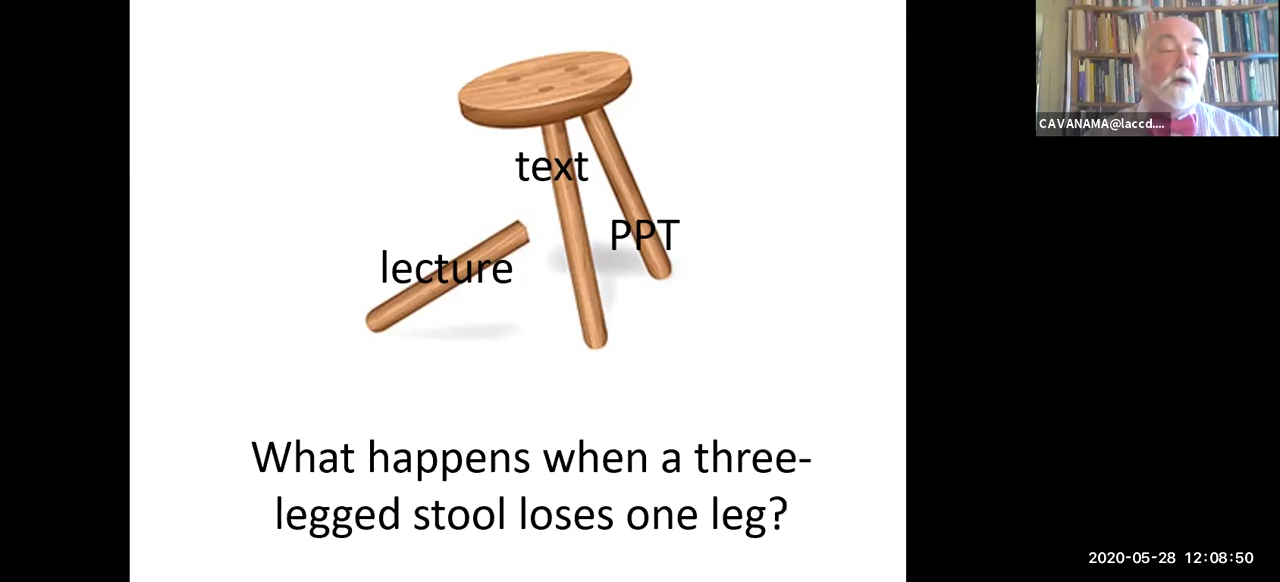 text
PPT
lecture
What happens when a three-
legged stool loses one leg?
CAVANAMA@laccd....
2020-05-28 12:08:50